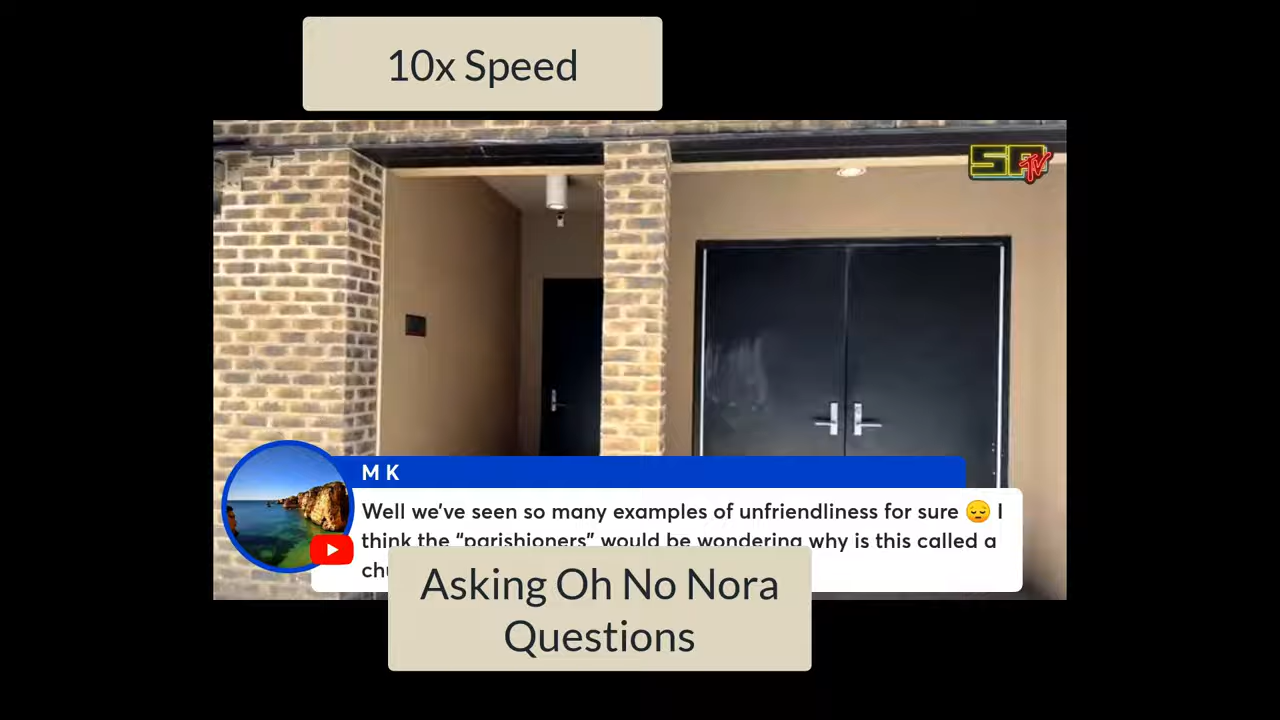 10x Speed
SPTV
M K
Well we've seen so many examples of unfriendliness for sure 😔 I
think the “parishioners” would be wondering why is this called a
Asking Oh No Nora
Questions